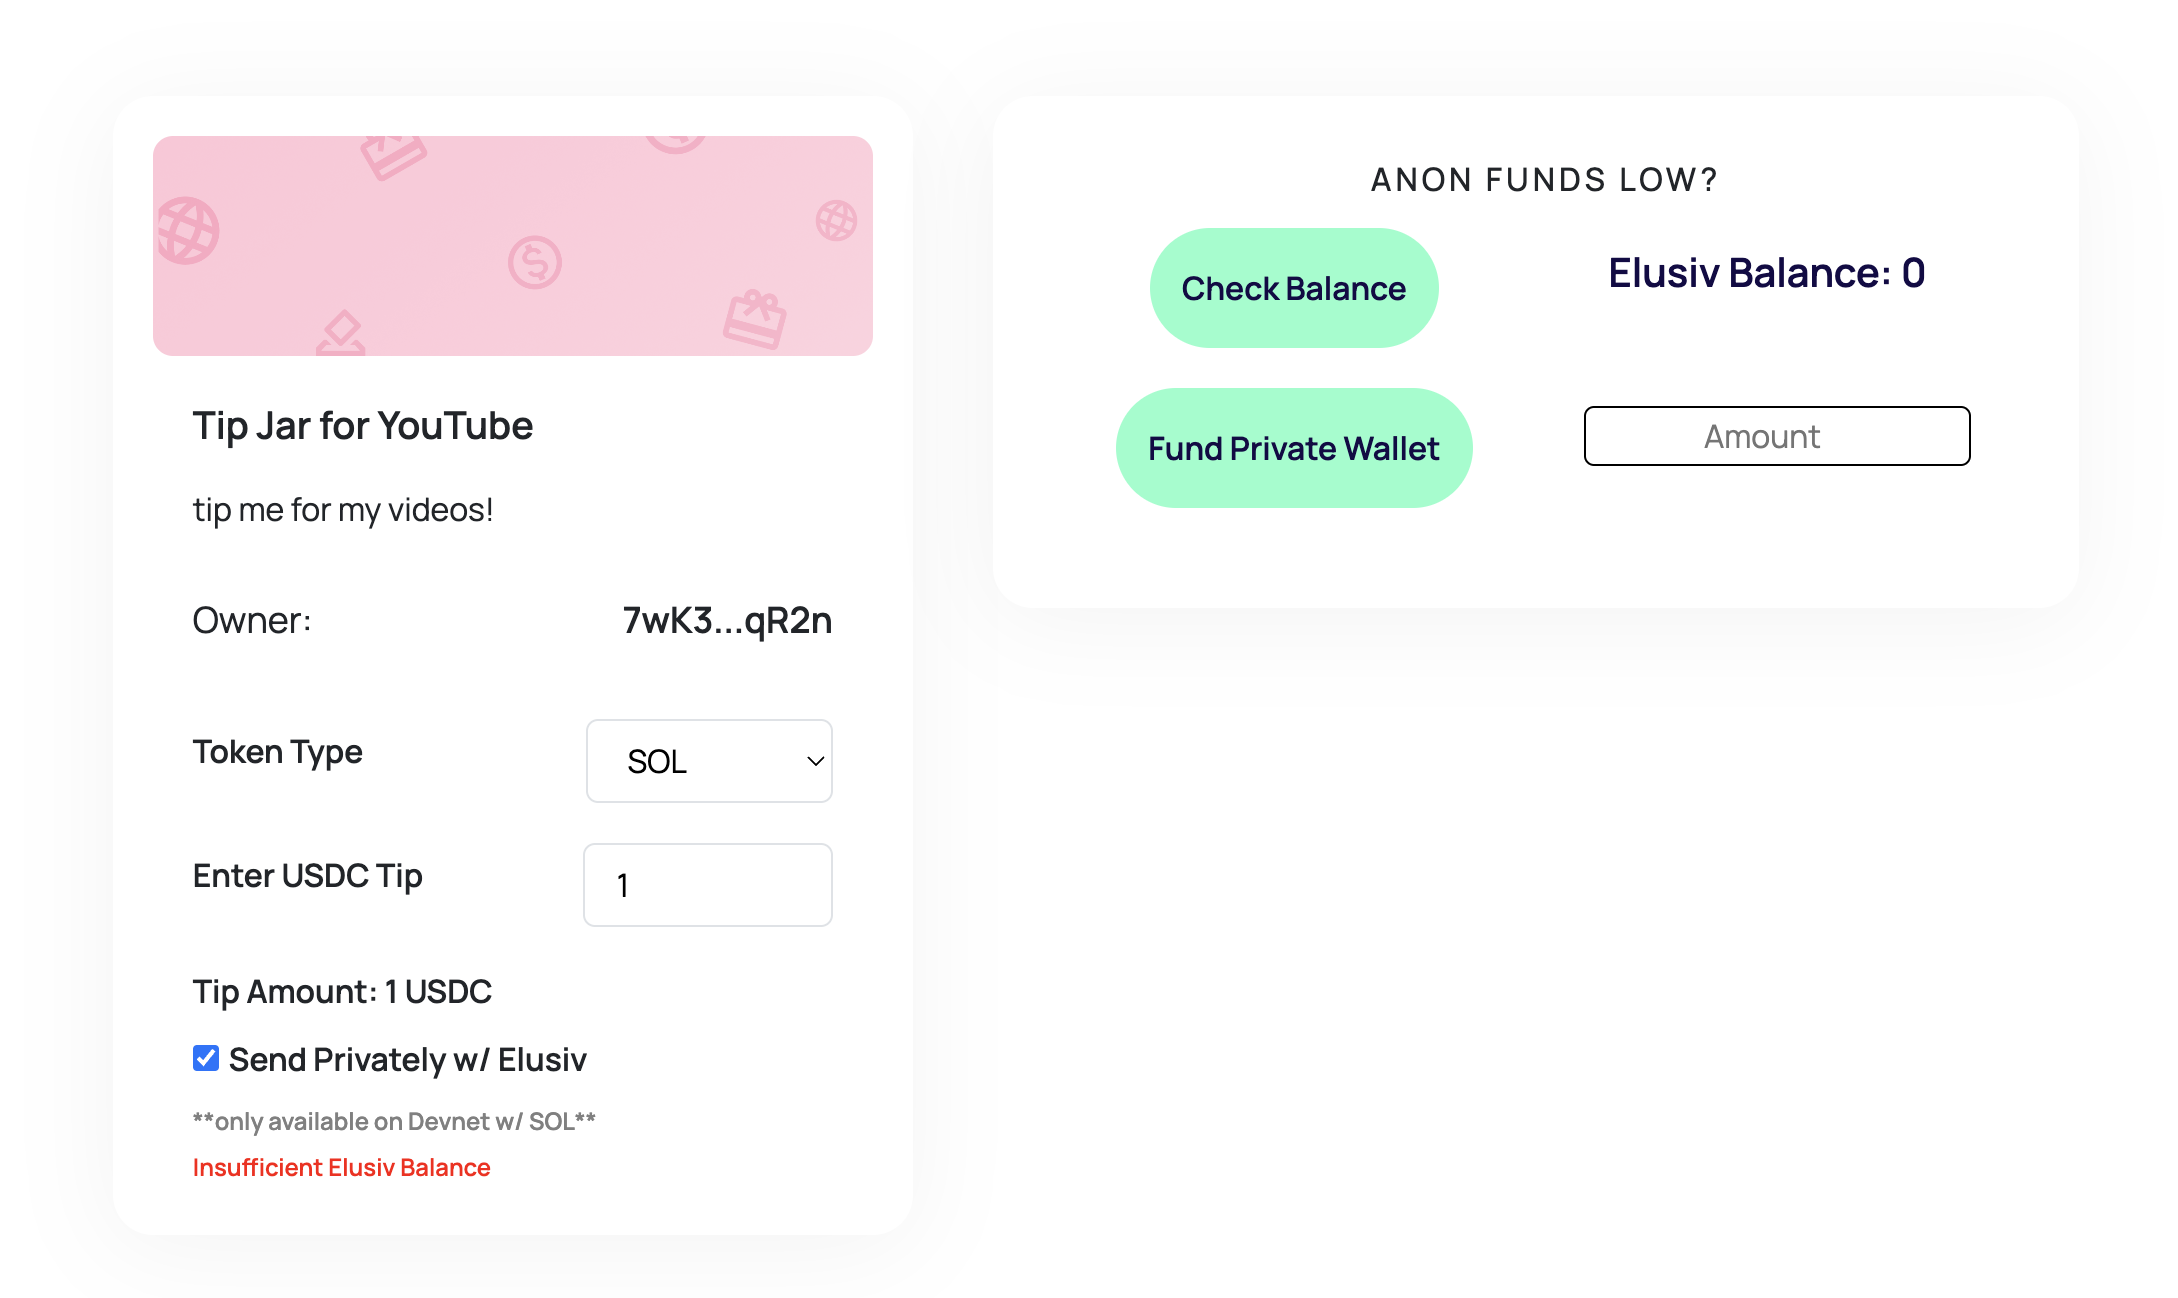 Tip Jar for YouTube
tip me for my videos!
Owner: 7wK3...qR2n
Token Type SOL
Enter USDC Tip 1
Tip Amount: 1 USDC
Send Privately w/ Elusiv
**only available on Devnet w/ SOL**
Insufficient Elusiv Balance
ANON FUNDS LOW?
Check Balance Elusiv Balance: 0
Fund Private Wallet Amount